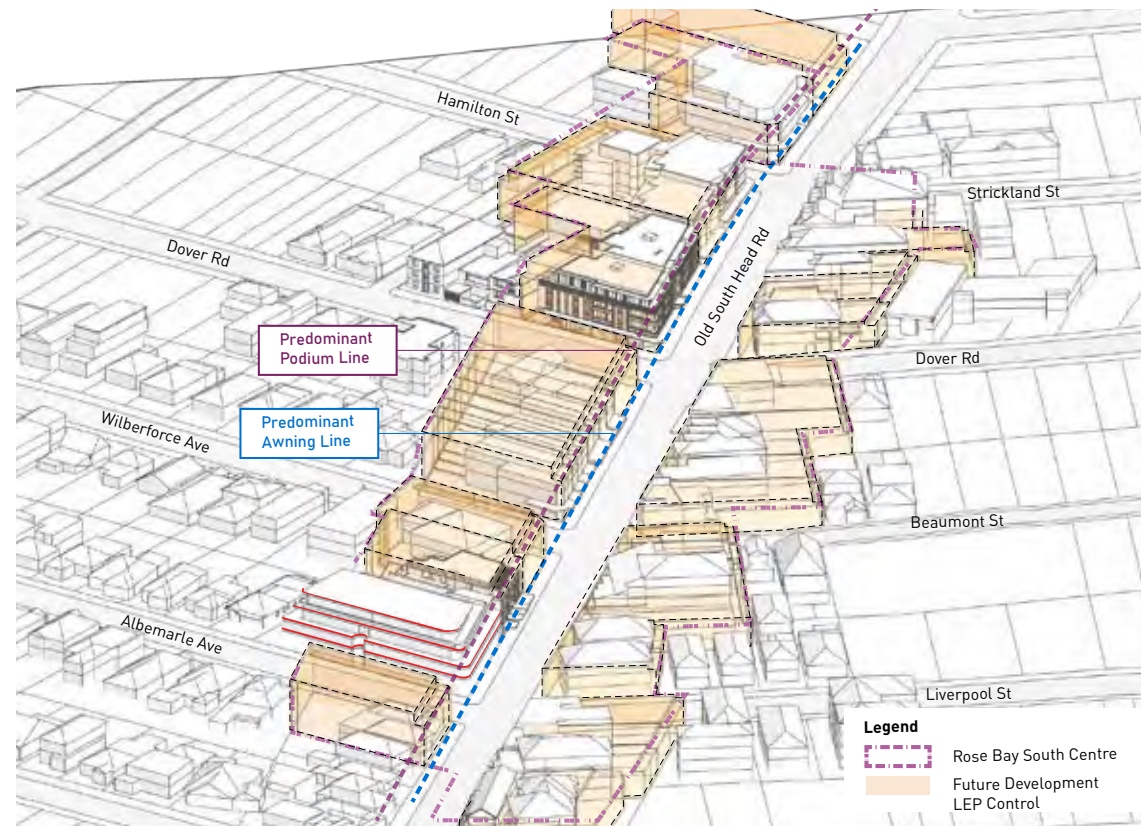 Hamilton St
Strickland St
Dover Rd
Old South Head Rd
Predominant
Podium Line
Dover Rd
Predominant
Awning Line
Wilberforce Ave
Beaumont St
Albemarle Ave
Liverpool St
Legend
Rose Bay South Centre
Future Development
LEP Control